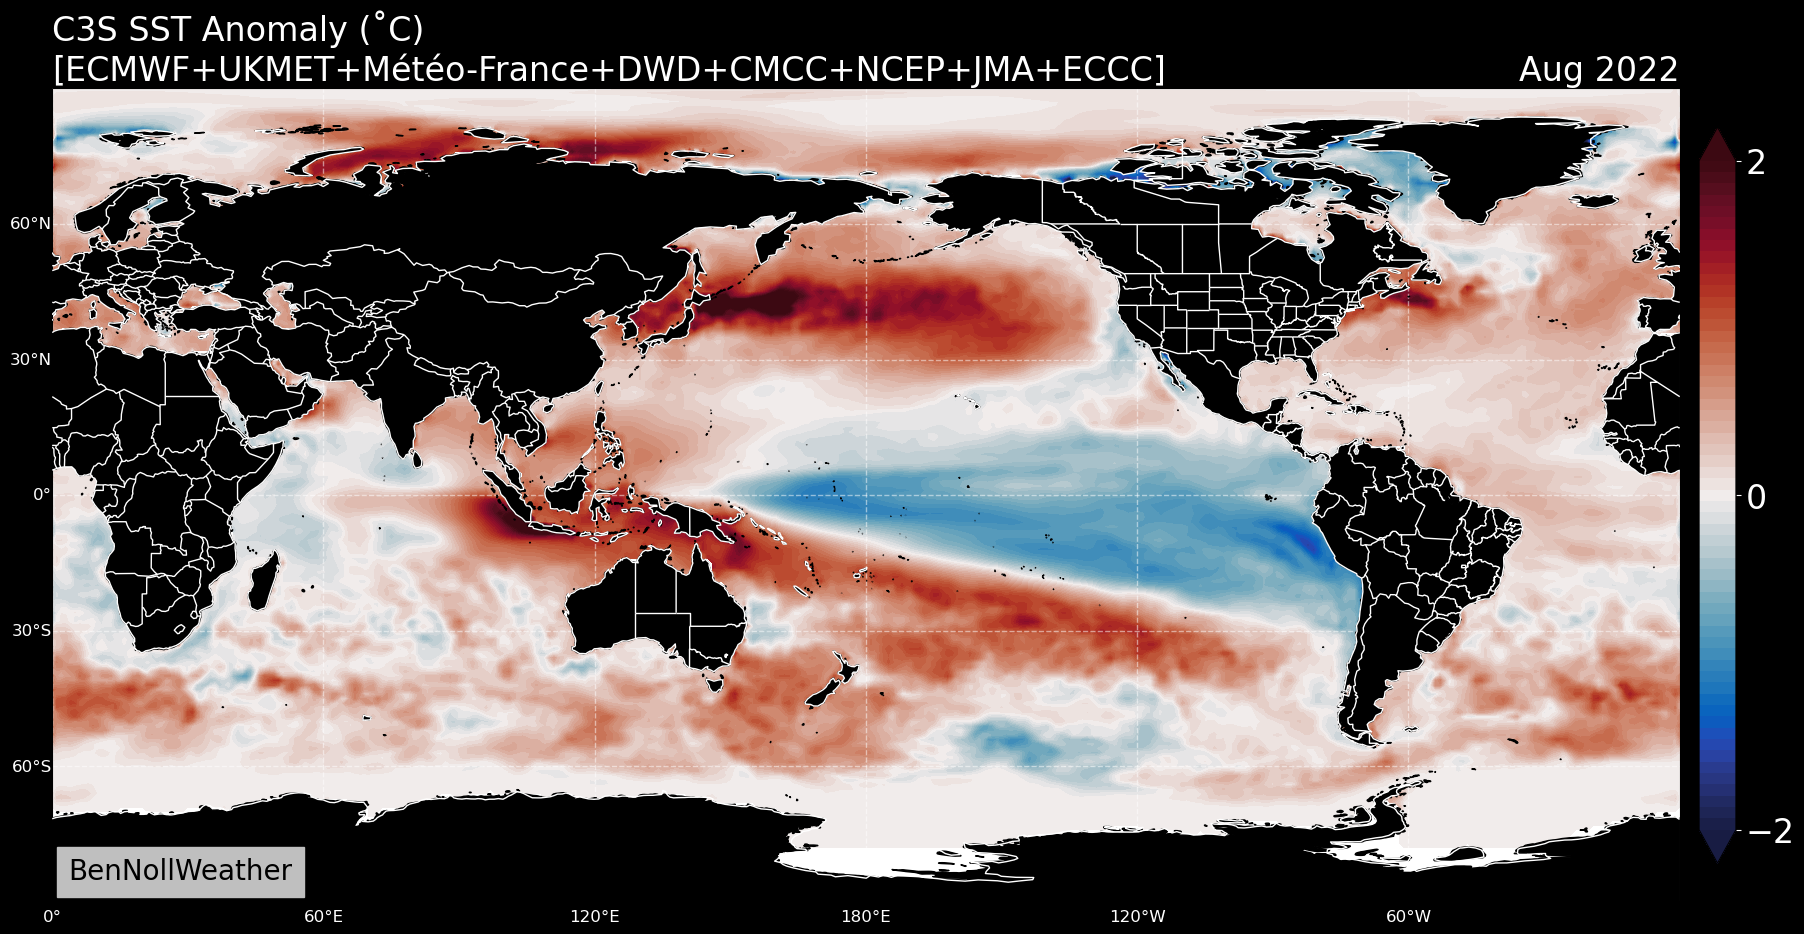 C3S SST Anomaly (˚C)
[ECMWF+UKMET+Météo-France+DWD+CMCC+NCEP+JMA+ECCC]
Aug 2022
2
60°N
30°N
0°
0
30°S
60°S
−2
BenNollWeather
0°
60°E
120°E
180°E
120°W
60°W